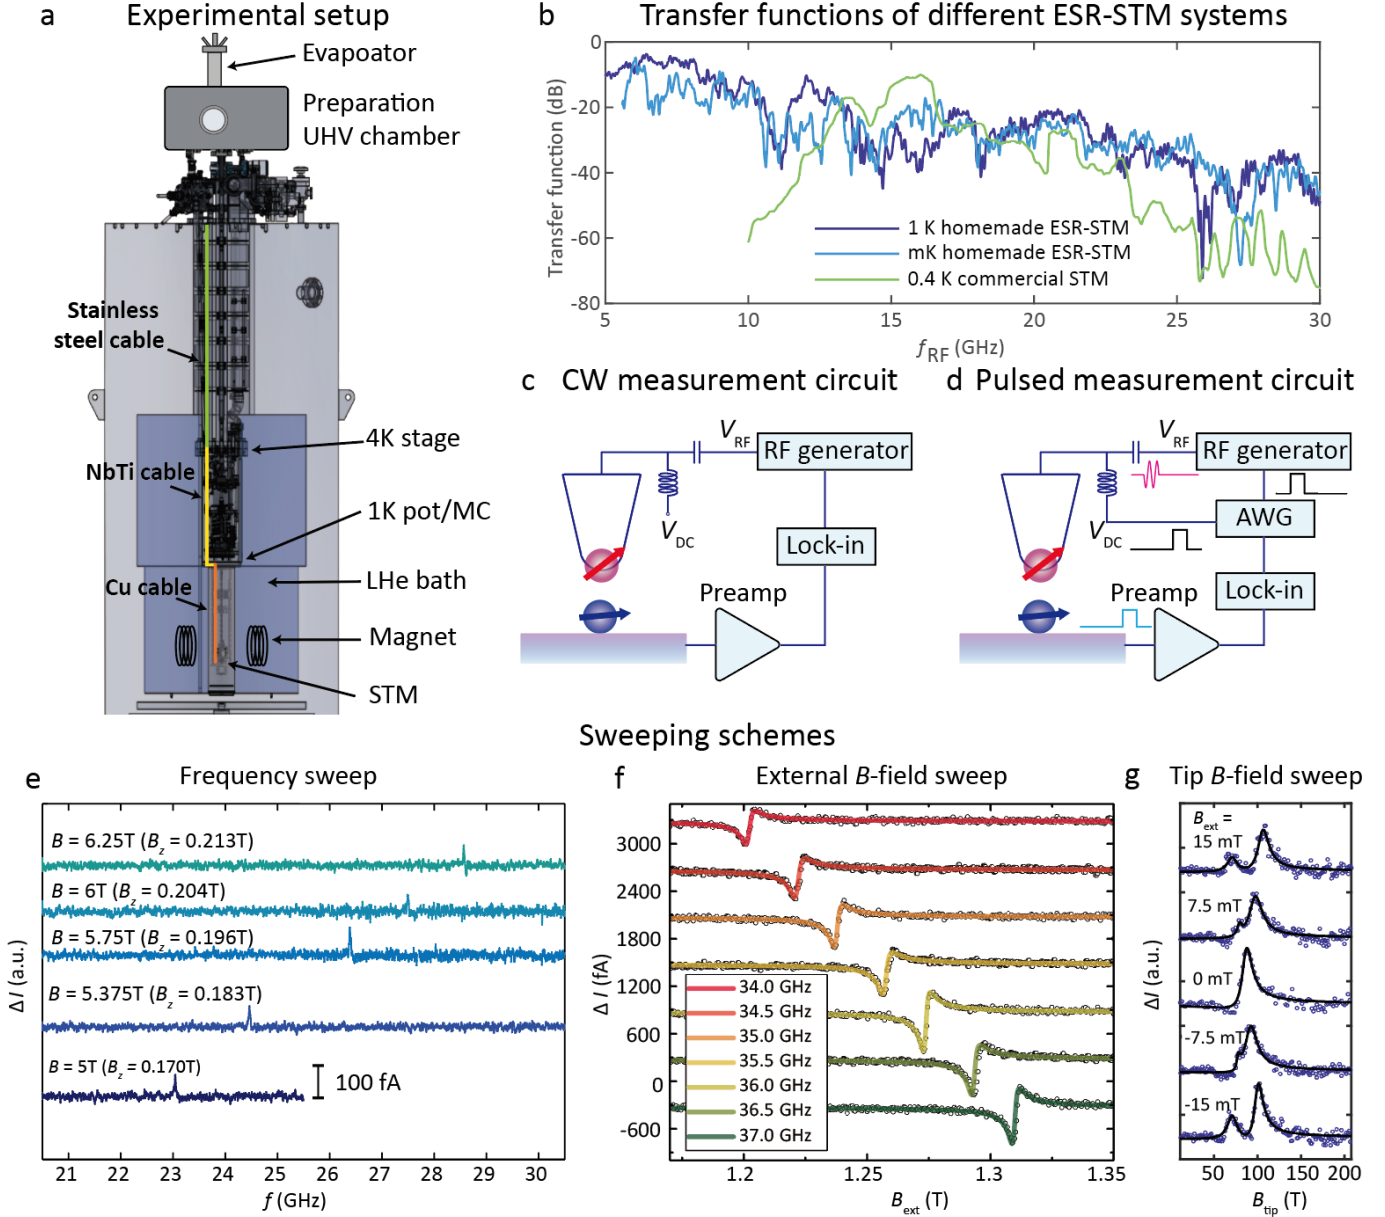 a Experimental setup
Evapoator
Preparation
UHV chamber
Stainless
steel cable
4K stage
NbTi cable
1K pot/MC
LHe bath
Cu cable
Magnet
STM
b Transfer functions of different ESR-STM systems
Transfer function (dB)
0
-20
-40
-60
-80
1 K homemade ESR-STM
mK homemade ESR-STM
0.4 K commercial STM
5 10 15 20 25 30
fRF (GHz)
c CW measurement circuit
VRF
RF generator
VDC
Lock-in
Preamp
d Pulsed measurement circuit
VRF
RF generator
AWG
VDC
Lock-in
Preamp
Sweeping schemes
e Frequency sweep
ΔI (a.u.)
B = 6.25T (Bz = 0.213T)
B = 6T (Bz = 0.204T)
B = 5.75T (Bz = 0.196T)
B = 5.375T (Bz = 0.183T)
B = 5T (Bz = 0.170T)
100 fA
21 22 23 24 25 26 27 28 29 30
f (GHz)
f External B-field sweep
ΔI (fA)
3000
2400
1800
1200
600
0
-600
34.0 GHz
34.5 GHz
35.0 GHz
35.5 GHz
36.0 GHz
36.5 GHz
37.0 GHz
1.2 1.25 1.3 1.35
Bext (T)
g Tip B-field sweep
ΔI (a.u.)
Bext =
15 mT
7.5 mT
0 mT
-7.5 mT
-15 mT
50 100 150 200
Btip (T)